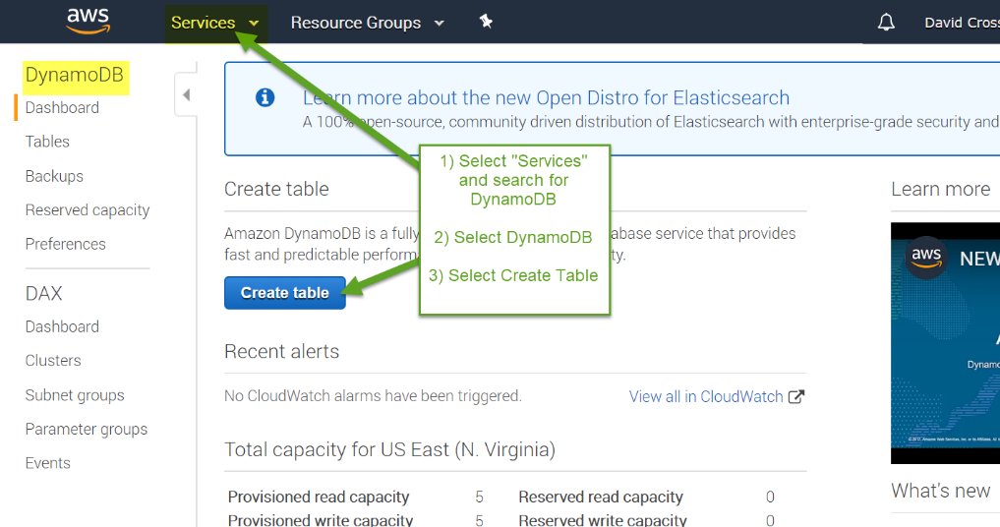 aws
Services
Resource Groups
David Cross
DynamoDB
Dashboard
Tables
Backups
Reserved capacity
Preferences
DAX
Dashboard
Clusters
Subnet groups
Parameter groups
Events
Learn more about the new Open Distro for Elasticsearch
A 100% open-source, community driven distribution of Elasticsearch with enterprise-grade security and
1) Select "Services"
and search for
DynamoDB
2) Select DynamoDB
3) Select Create Table
Create table
Amazon DynamoDB is a fully abase service that provides
fast and predictable perform ty.
Create table
Recent alerts
No CloudWatch alarms have been triggered.
View all in CloudWatch
Total capacity for US East (N. Virginia)
Provisioned read capacity 5 Reserved read capacity 0
Provisioned write capacity 5 Reserved write capacity 0
Learn more
aws NEW
Dynamo
What's new